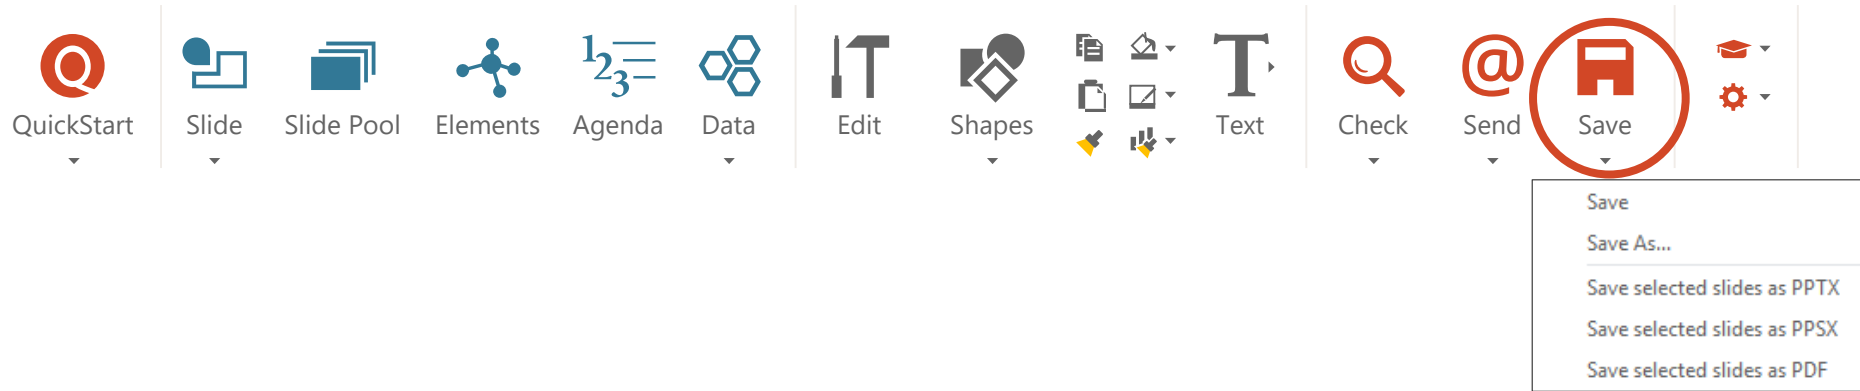 QuickStart
Slide
Slide Pool
Elements
Agenda
Data
Edit
Shapes
Text
Check
Send
Save
Save
Save As...
Save selected slides as PPTX
Save selected slides as PPSX
Save selected slides as PDF